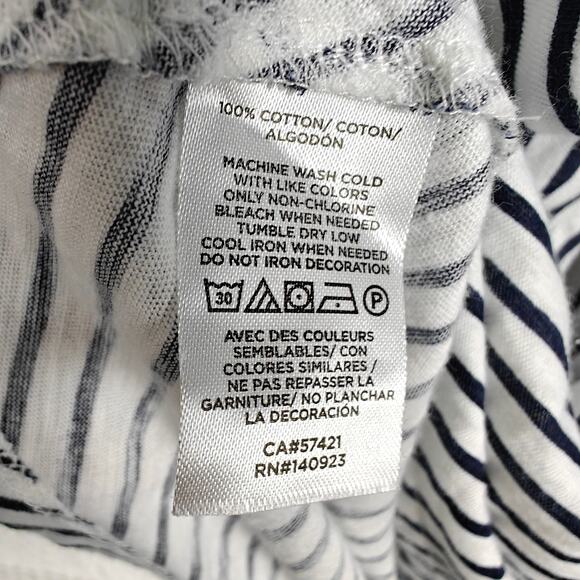 100% COTTON/ COTON/
ALGODÓN
MACHINE WASH COLD
WITH LIKE COLORS
ONLY NON-CHLORINE
BLEACH WHEN NEEDED
TUMBLE DRY LOW
COOL IRON WHEN NEEDED
DO NOT IRON DECORATION
30 P
AVEC DES COULEURS
SEMBLABLES/ CON
COLORES SIMILARES /
NE PAS REPASSER LA
GARNITURE/ NO PLANCHAR
LA DECORACIÓN
CA#57421
RN#140923